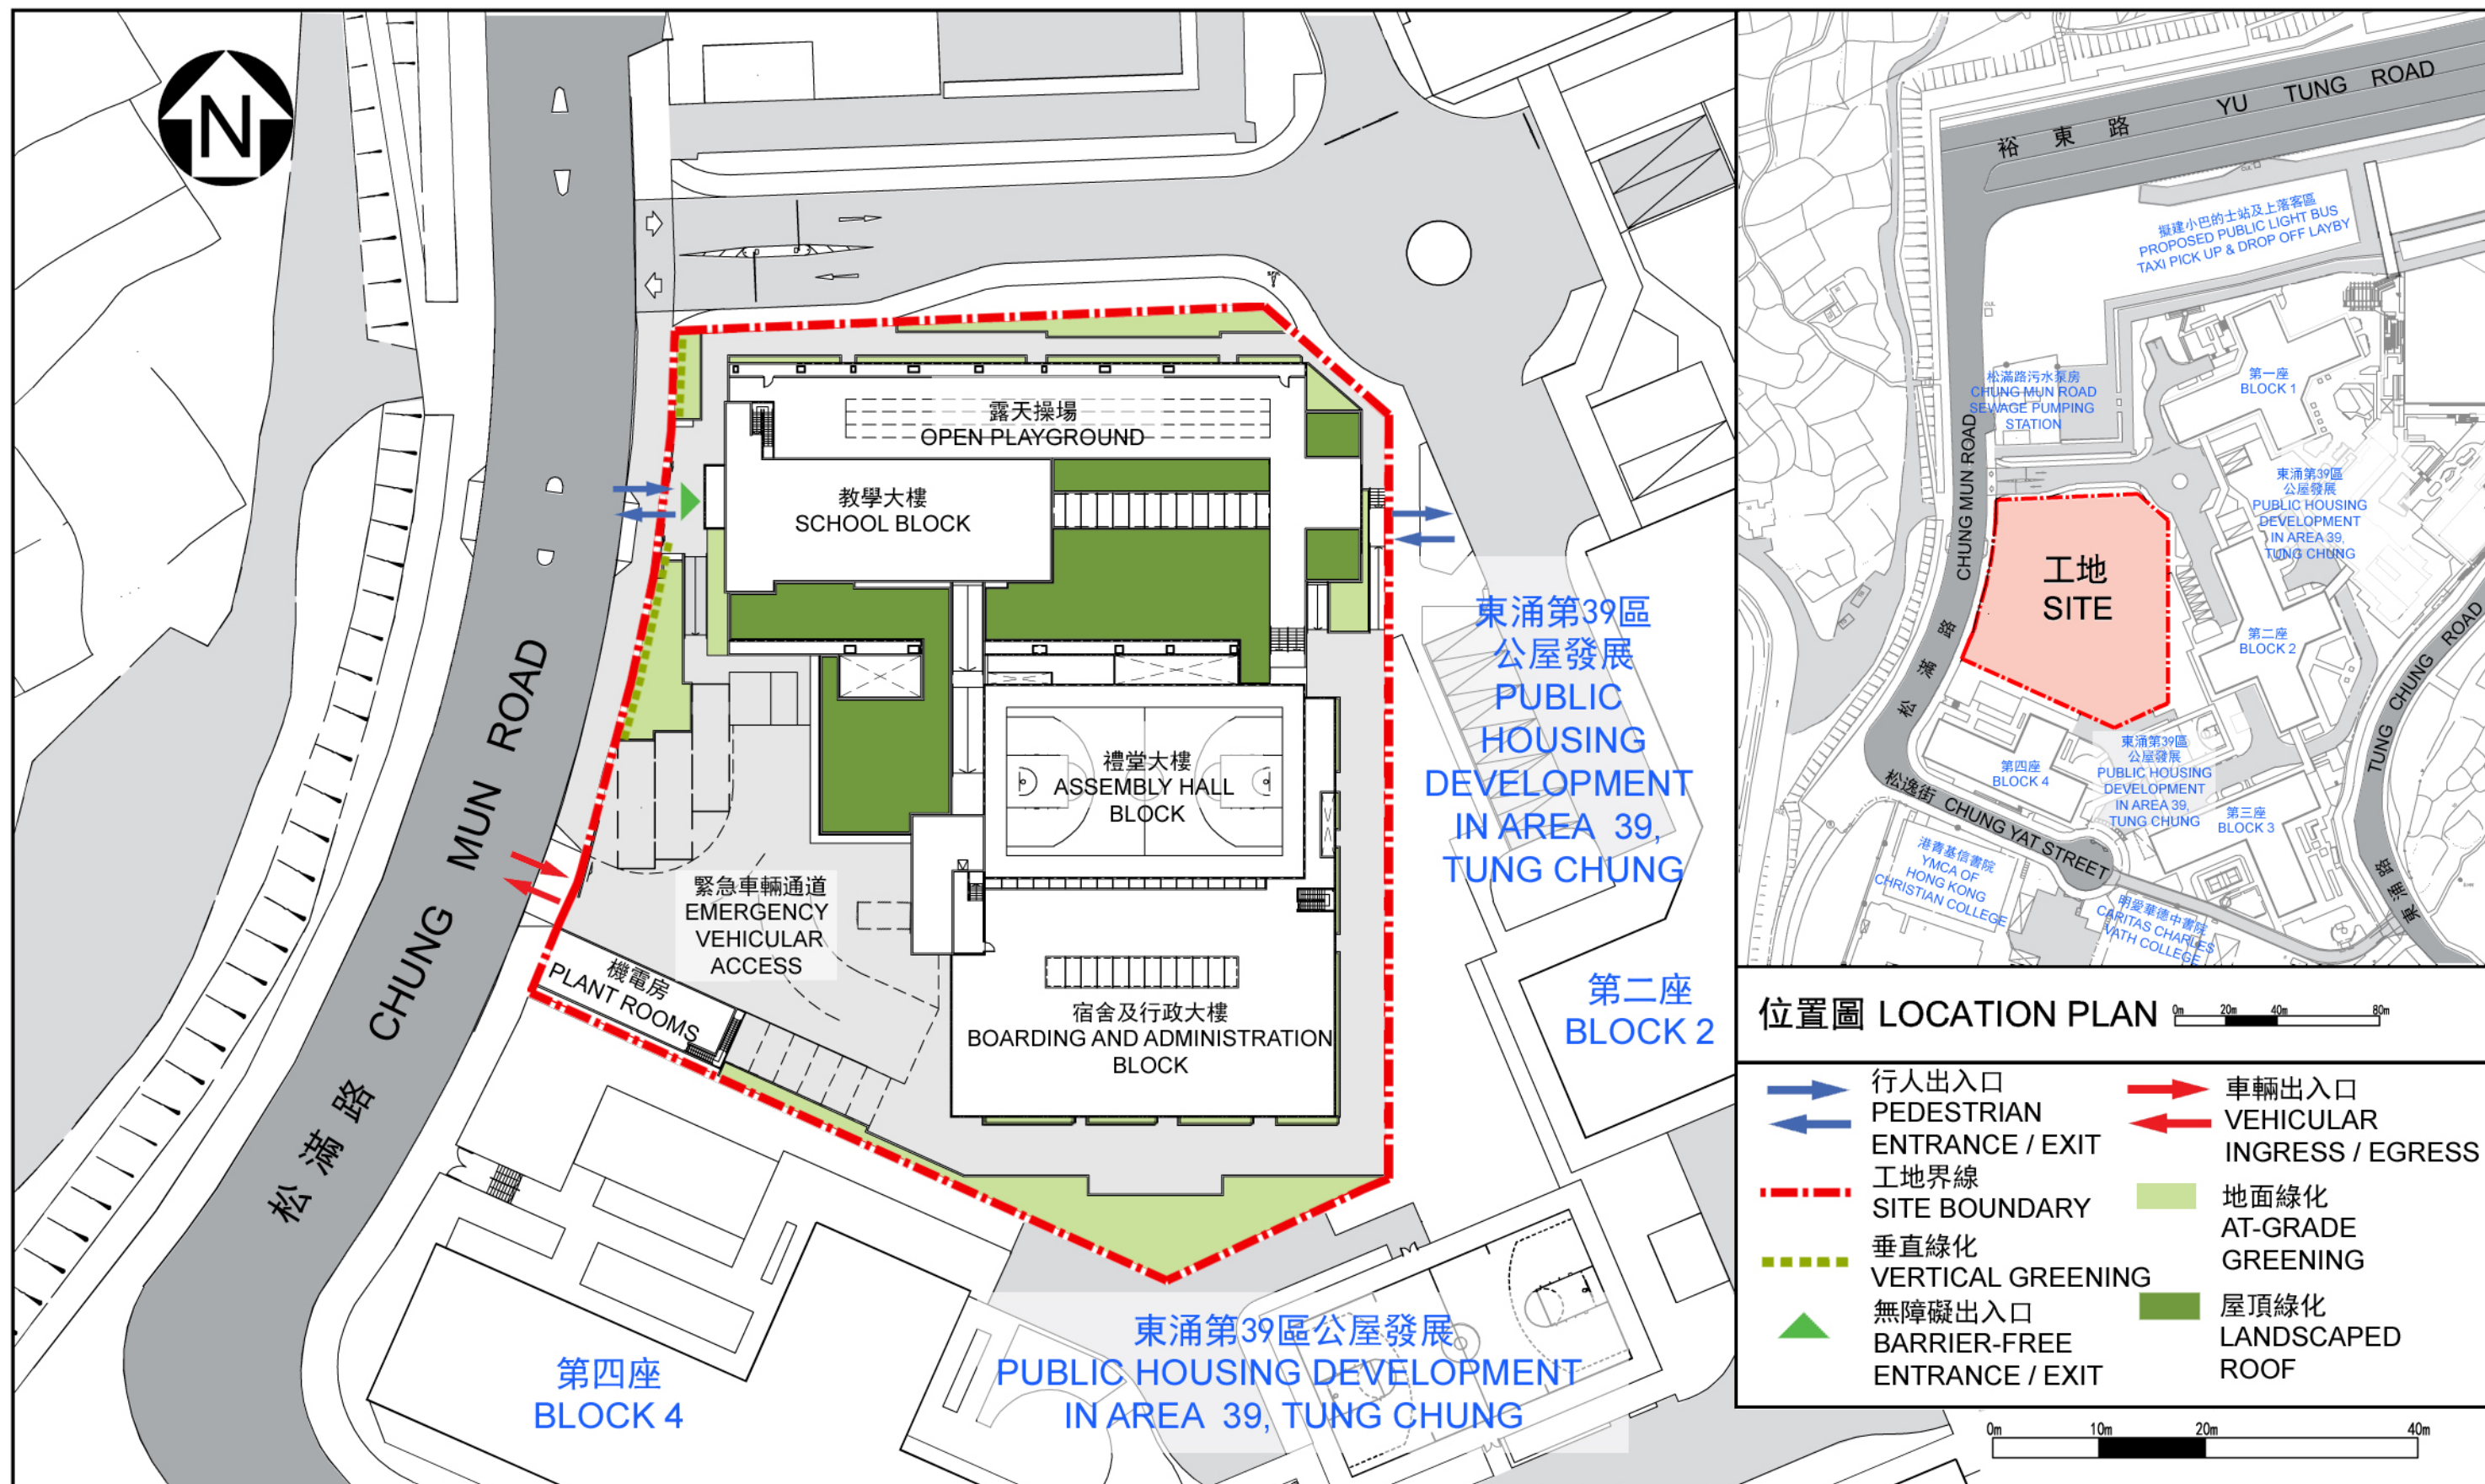 N
露天操場
OPEN PLAYGROUND
教學大樓
SCHOOL BLOCK
禮堂大樓
ASSEMBLY HALL
BLOCK
緊急車輛通道
EMERGENCY
VEHICULAR
ACCESS
機電房
PLANT ROOMS
宿舍及行政大樓
BOARDING AND ADMINISTRATION
BLOCK
松滿路 CHUNG MUN ROAD
東涌第39區
公屋發展
PUBLIC
HOUSING
DEVELOPMENT
IN AREA 39,
TUNG CHUNG
第二座
BLOCK 2
第四座
BLOCK 4
東涌第39區公屋發展
PUBLIC HOUSING DEVELOPMENT
IN AREA 39, TUNG CHUNG
裕東路 YU TUNG ROAD
擬建小巴的士站及上落客區
PROPOSED PUBLIC LIGHT BUS
TAXI PICK UP & DROP OFF LAYBY
第一座
BLOCK 1
松滿路污水泵房
CHUNG MUN ROAD
SEWAGE PUMPING
STATION
松滿路 CHUNG MUN ROAD
東涌第39區
公屋發展
PUBLIC HOUSING
DEVELOPMENT
IN AREA 39,
TUNG CHUNG
工地
SITE
第二座
BLOCK 2
東涌路 TUNG CHUNG ROAD
第四座
BLOCK 4
東涌第39區
公屋發展
PUBLIC HOUSING
DEVELOPMENT
IN AREA 39,
TUNG CHUNG
第三座
BLOCK 3
松逸街 CHUNG YAT STREET
港青基信書院
YMCA OF
HONG KONG
CHRISTIAN COLLEGE
明愛華德中書院
CARITAS CHARLES
VATH COLLEGE
位置圖 LOCATION PLAN
0m 20m 40m 80m
行人出入口
PEDESTRIAN
ENTRANCE / EXIT
車輛出入口
VEHICULAR
INGRESS / EGRESS
工地界線
SITE BOUNDARY
地面綠化
AT-GRADE
GREENING
垂直綠化
VERTICAL GREENING
無障礙出入口
BARRIER-FREE
ENTRANCE / EXIT
屋頂綠化
LANDSCAPED
ROOF
0m 10m 20m 40m